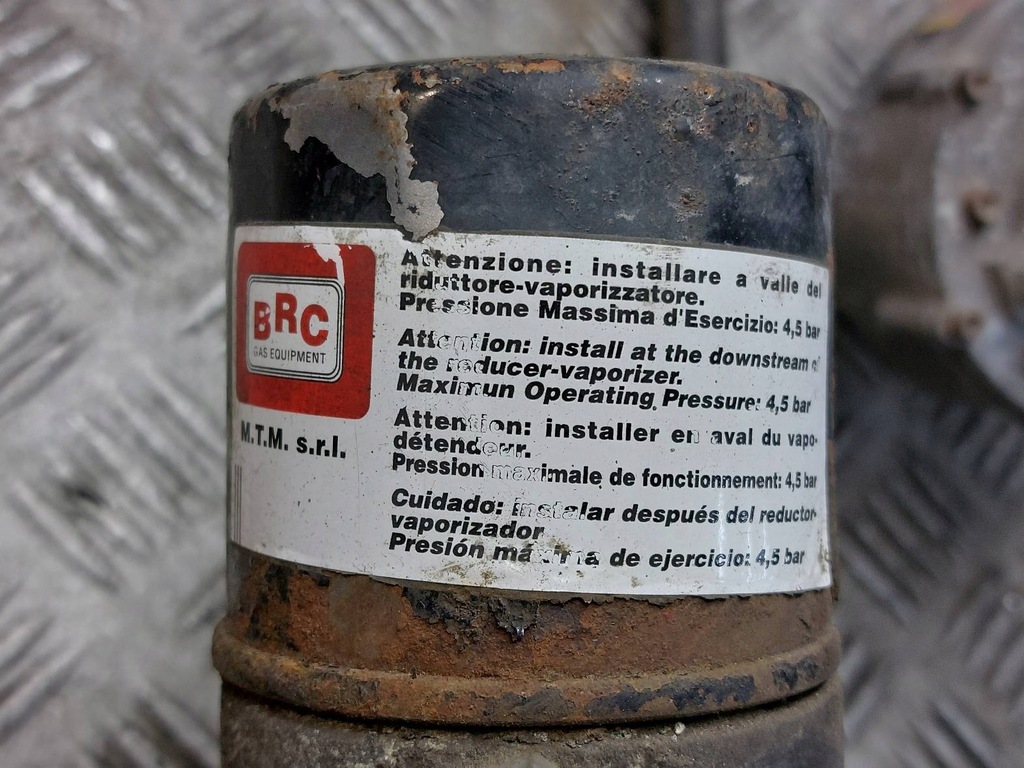 BRC
GAS EQUIPMENT
M.T.M. s.r.l.
Attenzione: installare a valle del
riduttore-vaporizzatore.
Pressione Massima d'Esercizio: 4,5 bar
Attention: install at the downstream of
the reducer-vaporizer.
Maximun Operating Pressure: 4,5 bar
Attention: installer en aval du vapo-
détendeur.
Pression maximale de fonctionnement: 4,5 bar
Cuidado: instalar después del reductor-
vaporizador
Presión máxima de ejercicio: 4,5 bar